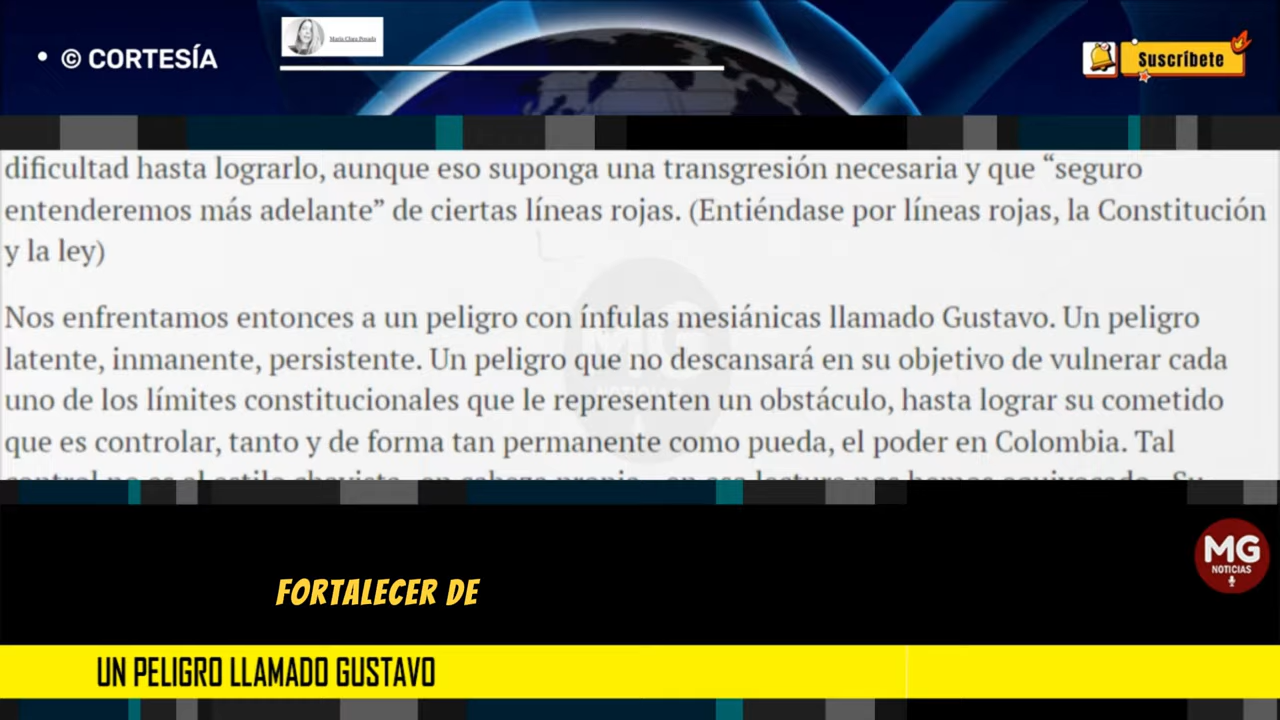 • © CORTESÍA
María Clara Posada
Suscríbete
dificultad hasta lograrlo, aunque eso suponga una transgresión necesaria y que “seguro
entenderemos más adelante” de ciertas líneas rojas. (Entiéndase por líneas rojas, la Constitución
y la ley)
Nos enfrentamos entonces a un peligro con ínfulas mesiánicas llamado Gustavo. Un peligro
latente, inmanente, persistente. Un peligro que no descansará en su objetivo de vulnerar cada
uno de los límites constitucionales que le representen un obstáculo, hasta lograr su cometido
que es controlar, tanto y de forma tan permanente como pueda, el poder en Colombia. Tal
MG
NOTICIAS
FORTALECER DE
UN PELIGRO LLAMADO GUSTAVO